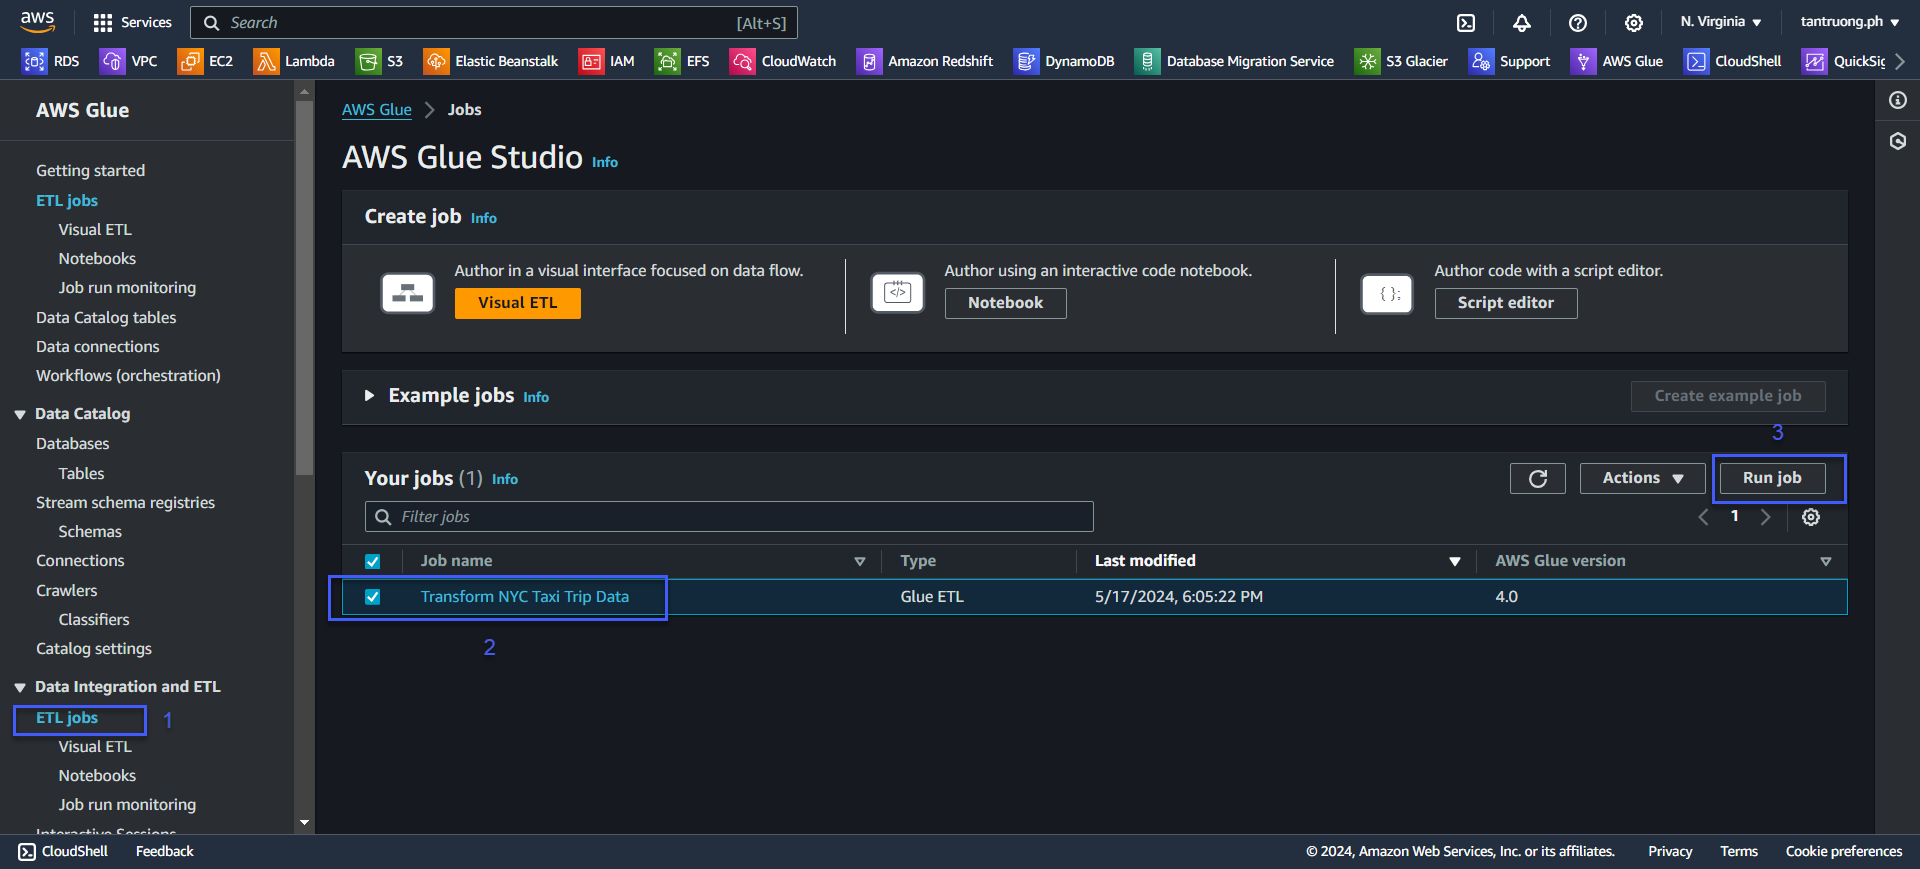 aws
Services
Search
[Alt+S]
N. Virginia
tantruong.ph
RDS
VPC
EC2
Lambda
S3
Elastic Beanstalk
IAM
EFS
CloudWatch
Amazon Redshift
DynamoDB
Database Migration Service
S3 Glacier
Support
AWS Glue
CloudShell
AWS Glue
Getting started
ETL jobs
Visual ETL
Notebooks
Job run monitoring
Data Catalog tables
Data connections
Workflows (orchestration)
Data Catalog
Databases
Tables
Stream schema registries
Schemas
Connections
Crawlers
Classifiers
Catalog settings
Data Integration and ETL
ETL jobs
1
Visual ETL
Notebooks
Job run monitoring
Interactive Sessions
AWS Glue
Jobs
AWS Glue Studio Info
Create job Info
Author in a visual interface focused on data flow.
Visual ETL
Author using an interactive code notebook.
Notebook
Author code with a script editor.
Script editor
Example jobs Info
Create example job
3
Your jobs (1) Info
Actions
Run job
Filter jobs
1
Job name
Type
Last modified
AWS Glue version
Transform NYC Taxi Trip Data
Glue ETL
5/17/2024, 6:05:22 PM
4.0
2
CloudShell
Feedback
© 2024, Amazon Web Services, Inc. or its affiliates.
Privacy
Terms
Cookie preferences